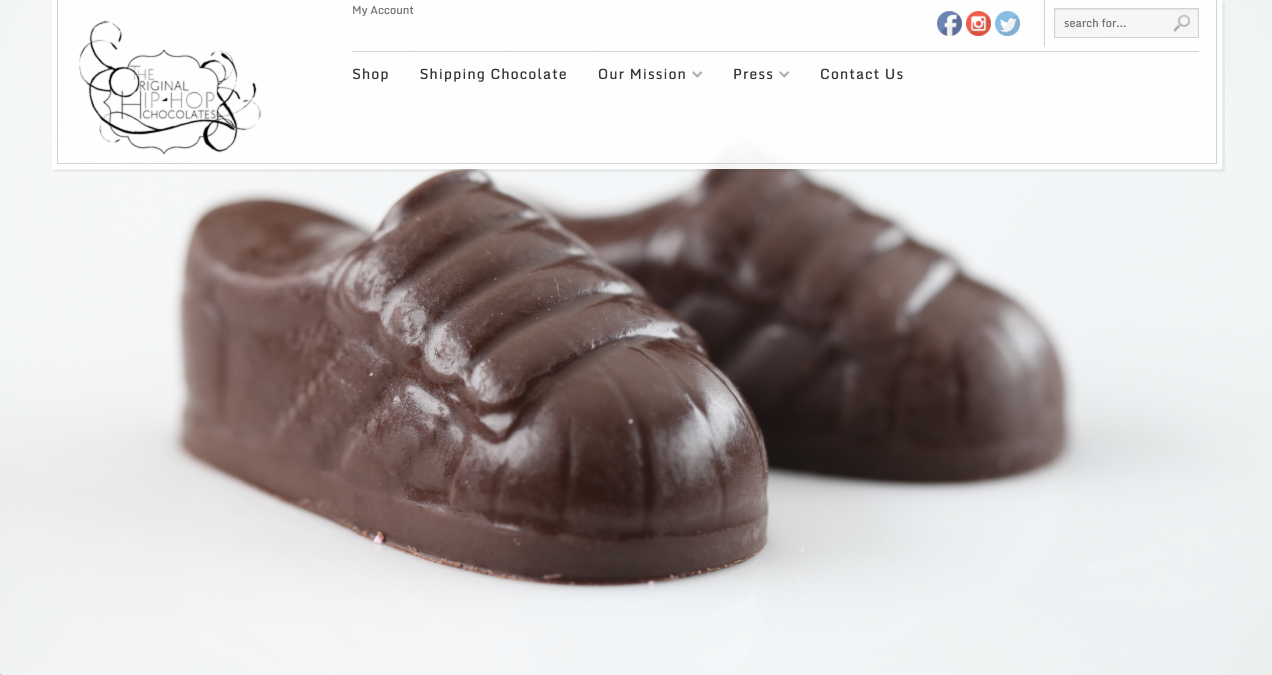 My Account
search for...
Shop Shipping Chocolate Our Mission Press Contact Us
THE
ORIGINAL
HIP-HOP
CHOCOLATES